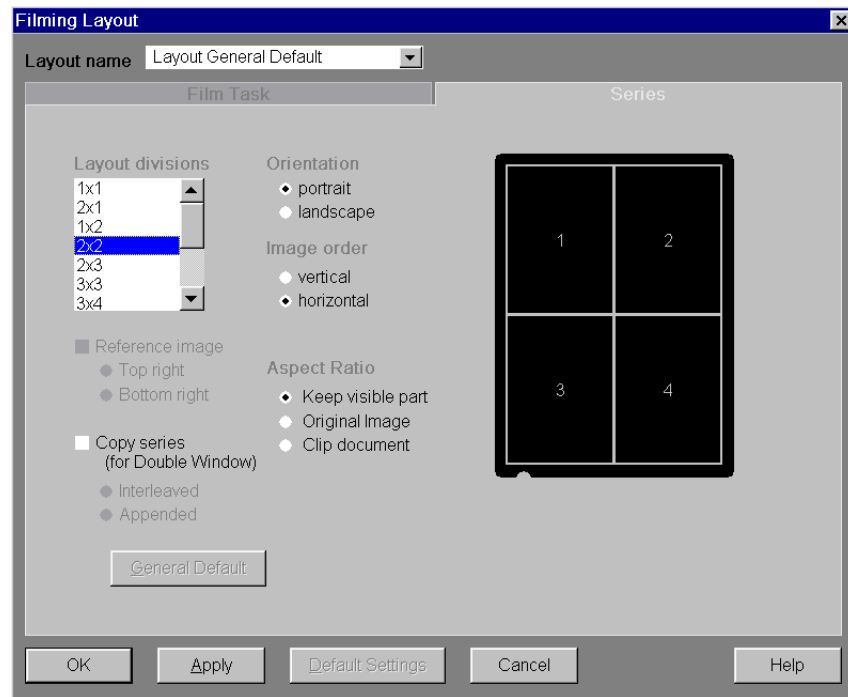 Filming Layout
Layout name
Layout General Default
Film Task
Series
Layout divisions
1x1
2x1
1x2
2x2
2x3
3x3
3x4
Orientation
portrait
landscape
Image order
vertical
horizontal
Reference image
Top right
Bottom right
Aspect Ratio
Keep visible part
Original Image
Clip document
Copy series
(for Double Window)
Interleaved
Appended
General Default
1
2
3
4
OK
Apply
Default Settings
Cancel
Help